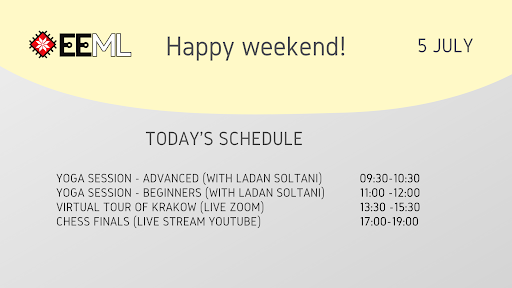 EEML
Happy weekend!
5 JULY
TODAY'S SCHEDULE
YOGA SESSION - ADVANCED (WITH LADAN SOLTANI) 09:30-10:30
YOGA SESSION - BEGINNERS (WITH LADAN SOLTANI) 11:00 -12:00
VIRTUAL TOUR OF KRAKOW (LIVE ZOOM) 13:30 -15:30
CHESS FINALS (LIVE STREAM YOUTUBE) 17:00-19:00